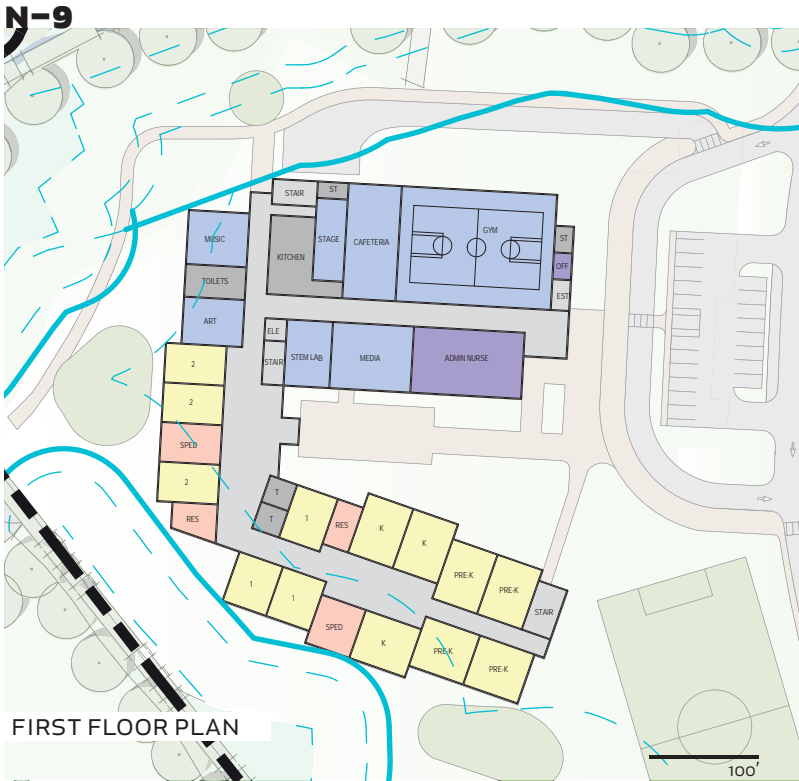 N-9
STAIR
ST
MUSIC
STAGE
CAFETERIA
GYM
ST
KITCHEN
OFF
TOILETS
EST
ART
ELE
STAIR
STEM LAB
MEDIA
ADMIN NURSE
2
2
SPED
2
RES
T
T
1
RES
K
K
PRE-K
PRE-K
STAIR
1
1
SPED
K
PRE-K
PRE-K
FIRST FLOOR PLAN
100'